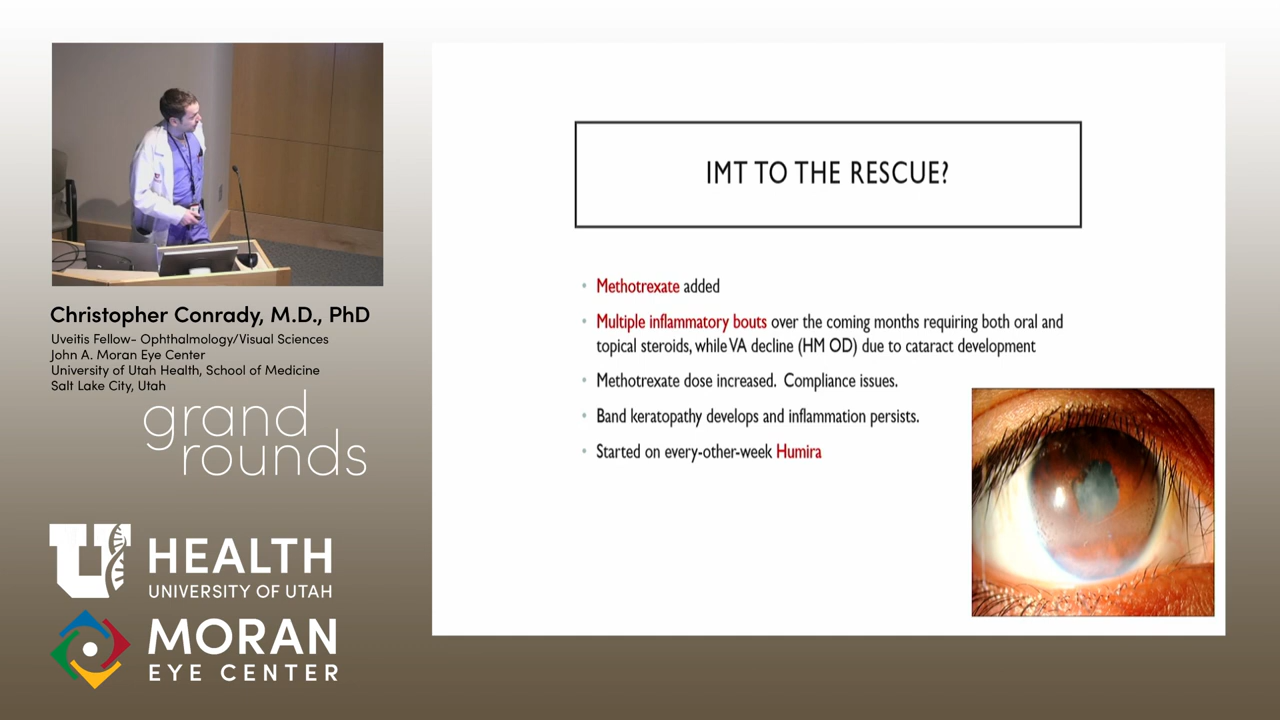 Christopher Conrady, M.D., PhD
Uveitis Fellow- Ophthalmology/Visual Sciences
John A. Moran Eye Center
University of Utah Health, School of Medicine
Salt Lake City, Utah
grand
rounds
U HEALTH
UNIVERSITY OF UTAH
MORAN
EYE CENTER
IMT TO THE RESCUE?
• Methotrexate added
• Multiple inflammatory bouts over the coming months requiring both oral and
topical steroids, while VA decline (HM OD) due to cataract development
• Methotrexate dose increased. Compliance issues.
• Band keratopathy develops and inflammation persists.
• Started on every-other-week Humira